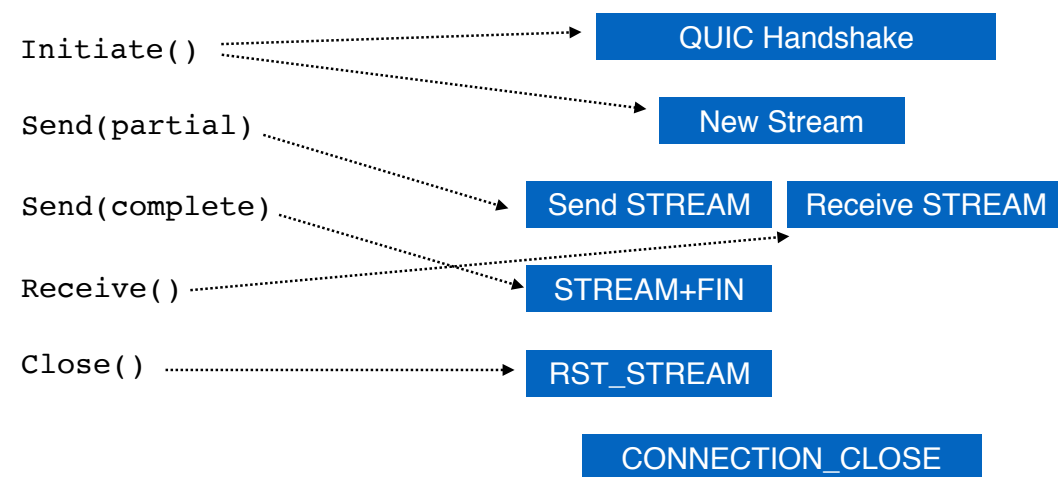 Initiate()
QUIC Handshake
New Stream
Send(partial)
Send(complete)
Send STREAM
Receive STREAM
Receive()
STREAM+FIN
Close()
RST_STREAM
CONNECTION_CLOSE